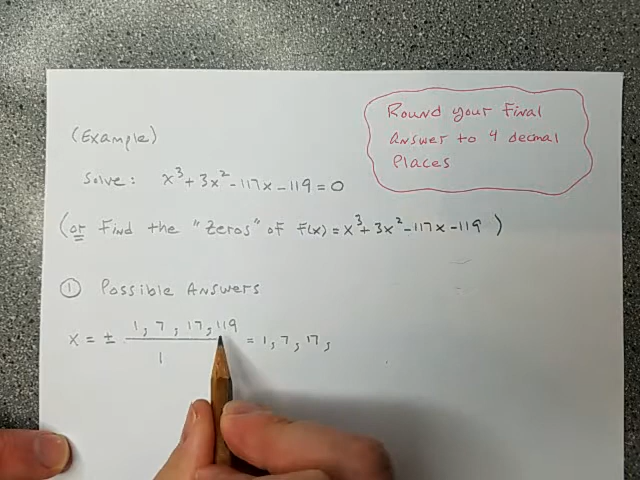 Round your Final
Answer to 4 decimal
Places
(Example)
Solve: x³+3x²-117x-119=0
(or Find the "Zeros" of f(x)=x³+3x²-117x-119)
① Possible Answers
x = ± 1, 7, 17, 119 / 1 = 1, 7, 17,